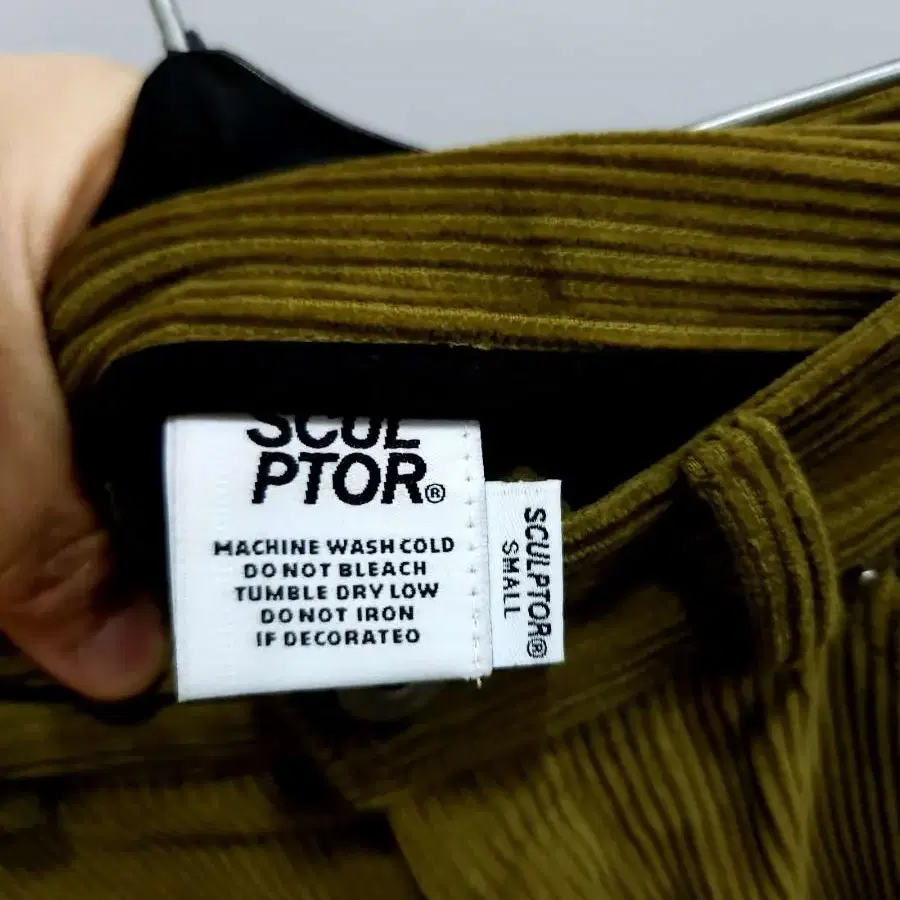 SCUL
PTOR®
MACHINE WASH COLD
DO NOT BLEACH
TUMBLE DRY LOW
DO NOT IRON
IF DECORATED
SCULPTOR®
SMALL